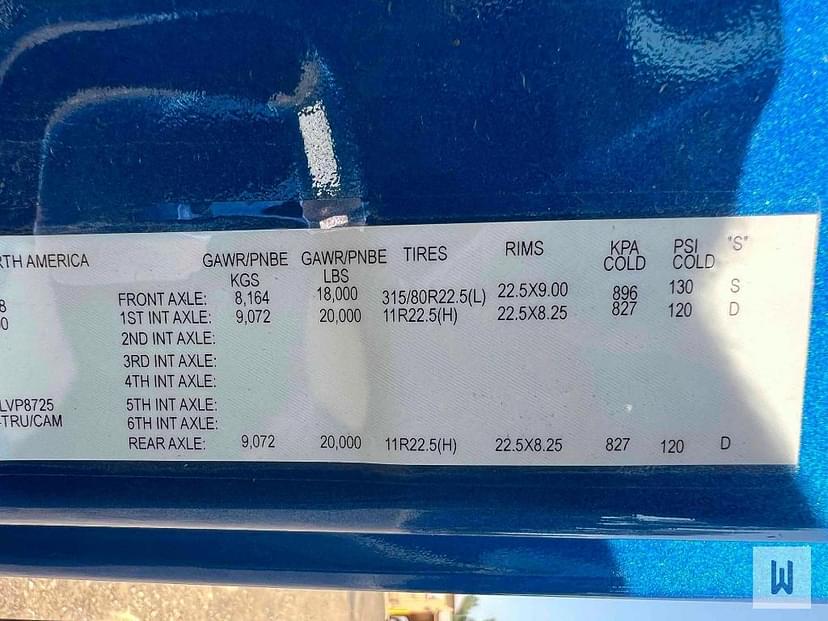 RTH AMERICA GAWR/PNBE KGS GAWR/PNBE LBS TIRES RIMS KPA COLD PSI COLD "S"
8 FRONT AXLE: 8,164 18,000 315/80R22.5(L) 22.5X9.00 896 130 S
0 1ST INT AXLE: 9,072 20,000 11R22.5(H) 22.5X8.25 827 120 D
2ND INT AXLE:
3RD INT AXLE:
4TH INT AXLE:
LVP8725 5TH INT AXLE:
-TRU/CAM 6TH INT AXLE:
REAR AXLE: 9,072 20,000 11R22.5(H) 22.5X8.25 827 120 D
W